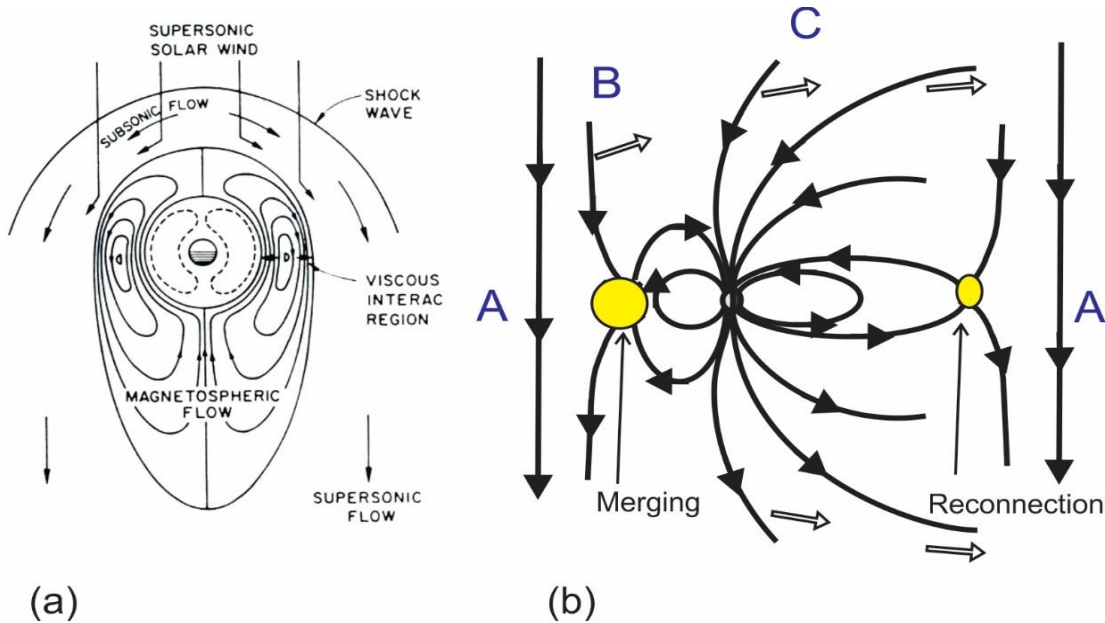 SUPERSONIC
SOLAR WIND
SHOCK
WAVE
SUBSONIC FLOW
VISCOUS
INTERAC
REGION
MAGNETOSPHERIC
FLOW
SUPERSONIC
FLOW
(a)
C
B
A
A
Merging
Reconnection
(b)